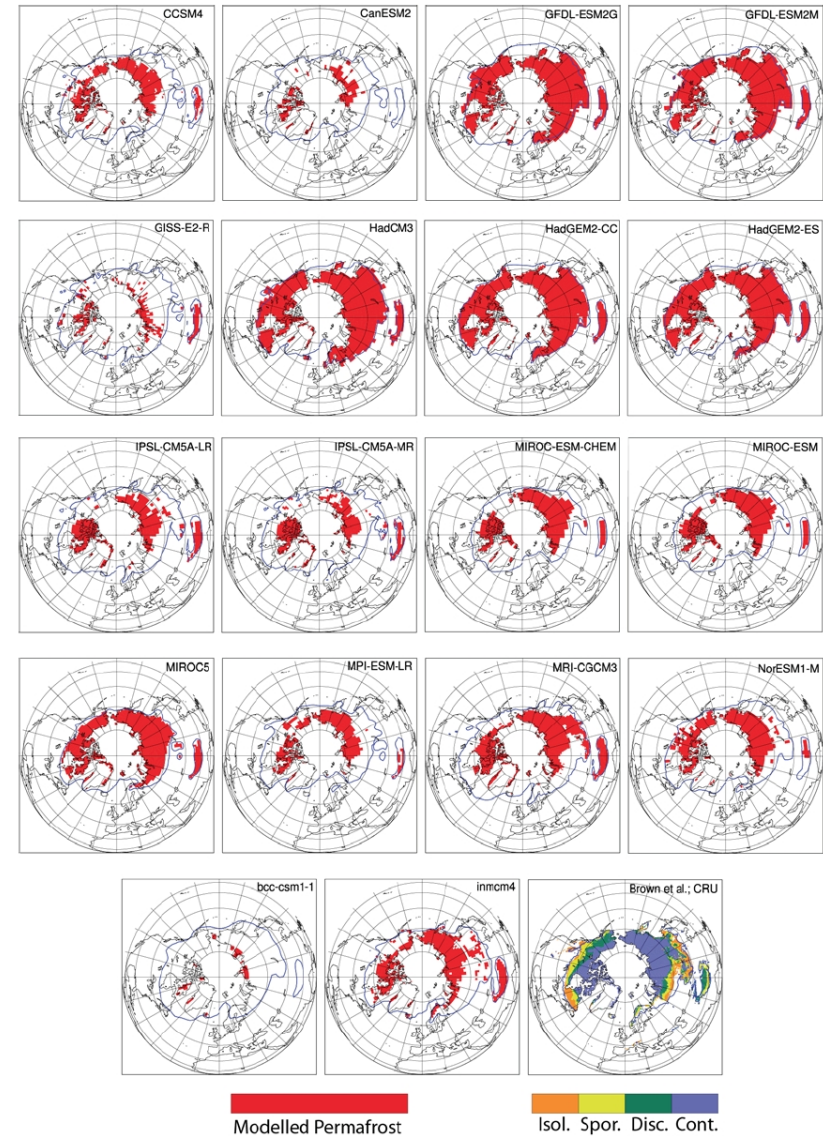 CCSM4
CanESM2
GFDL-ESM2G
GFDL-ESM2M
GISS-E2-R
HadCM3
HadGEM2-CC
HadGEM2-ES
IPSL-CM5A-LR
IPSL-CM5A-MR
MIROC-ESM-CHEM
MIROC-ESM
MIROC5
MPI-ESM-LR
MRI-CGCM3
NorESM1-M
bcc-csm1-1
inmcm4
Brown et al.; CRU
Modelled Permafrost
Isol. Spor. Disc. Cont.